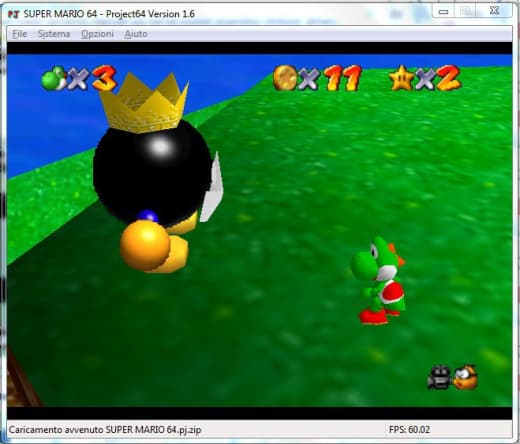 SUPER MARIO 64 - Project64 Version 1.6
File Sistema Opzioni Aiuto
×3 ×11 ×2
Caricamento avvenuto SUPER MARIO 64.pj.zip FPS: 60.02